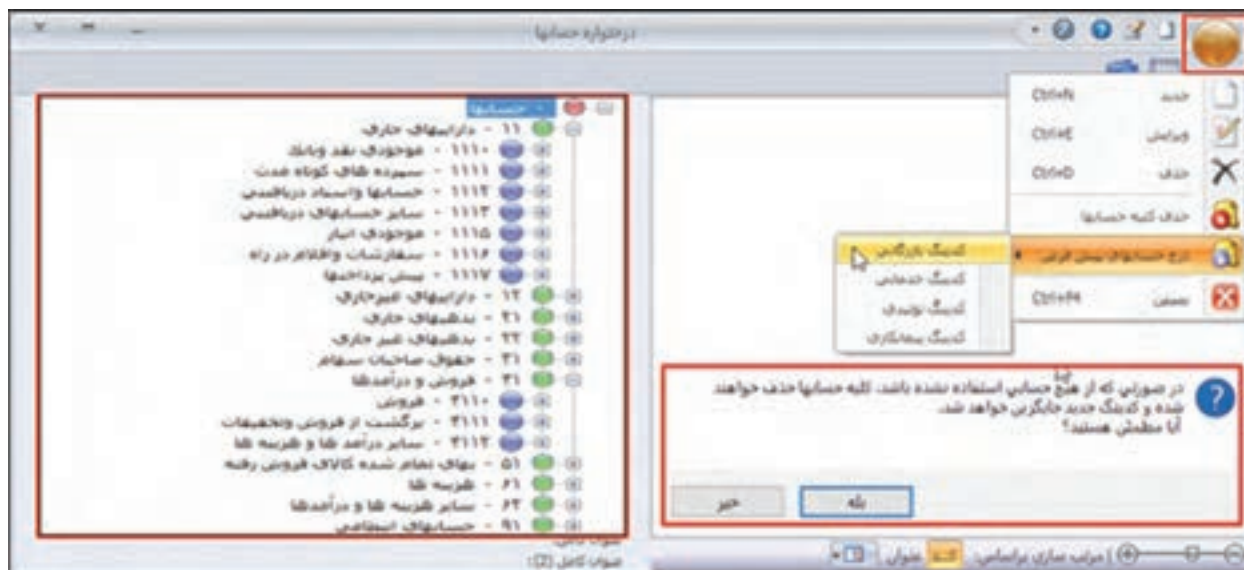 درختواره حسابها
جدید Ctrl+N
ویرایش Ctrl+E
حذف Ctrl+D
حذف کلیه حسابها
درج حسابهای پیش فرض
بستن Ctrl+F4
کدینگ بازرگانی
کدینگ خدماتی
کدینگ تولیدی
کدینگ پیمانکاری
در صورتي که از هیچ حسابي استفاده نشده باشد، کلیه حسابها حذف خواهند
شده و کدینگ جدید جایگزین خواهد شد.
آیا مطمئن هستید؟
بله
خیر
مرتب سازی براساس: کد عنوان
حسابها
۱۱ - داراییهای جاری
۱۱۱۰ - موجودی نقد وبانک
۱۱۱۱ - سپرده های کوتاه مدت
۱۱۱۲ - حسابها واسناد دریافتنی
۱۱۱۳ - سایر حسابهای دریافتنی
۱۱۱۵ - موجودی انبار
۱۱۱۶ - سفارشات واقلام در راه
۱۱۱۷ - پیش پرداختها
۱۲ - داراییهای غیرجاری
۲۱ - بدهیهای جاری
۲۲ - بدهیهای غیر جاری
۳۱ - حقوق صاحبان سهام
۴۱ - فروش و درآمدها
۴۱۱۰ - فروش
۴۱۱۱ - برگشت از فروش وتخفیفات
۴۱۱۲ - سایر درآمد ها و هزینه ها
۵۱ - بهای تمام شده کالای فروش رفته
۶۱ - هزینه ها
۶۲ - سایر هزینه ها و درآمدها
۹۱ - حسابهای انتظامی
عنوان کامل:
عنوان کامل (2):